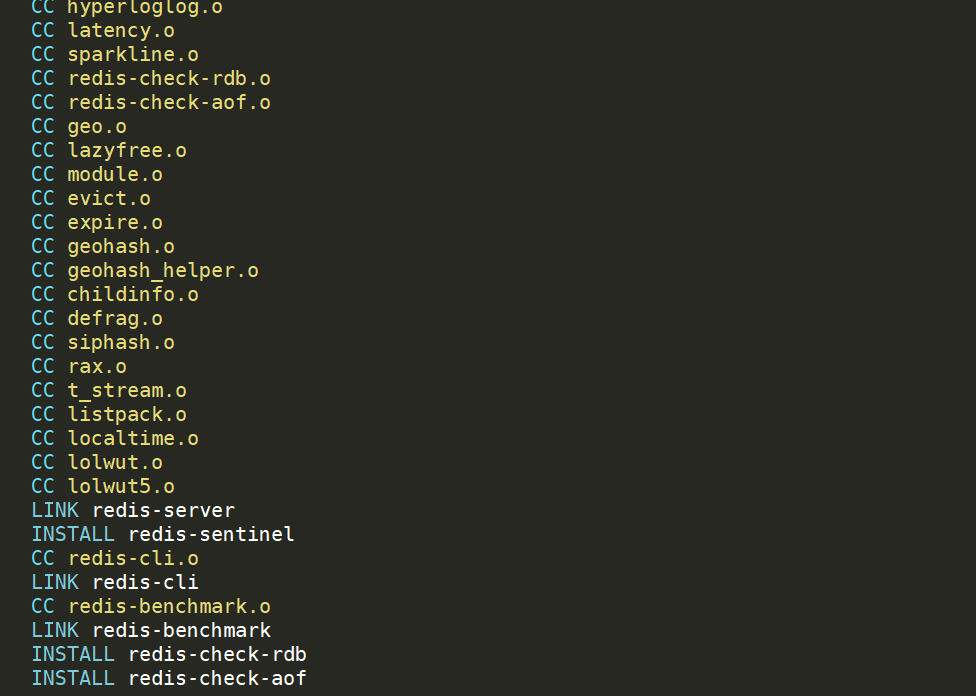 CC hyperloglog.o
CC latency.o
CC sparkline.o
CC redis-check-rdb.o
CC redis-check-aof.o
CC geo.o
CC lazyfree.o
CC module.o
CC evict.o
CC expire.o
CC geohash.o
CC geohash_helper.o
CC childinfo.o
CC defrag.o
CC siphash.o
CC rax.o
CC t_stream.o
CC listpack.o
CC localtime.o
CC lolwut.o
CC lolwut5.o
LINK redis-server
INSTALL redis-sentinel
CC redis-cli.o
LINK redis-cli
CC redis-benchmark.o
LINK redis-benchmark
INSTALL redis-check-rdb
INSTALL redis-check-aof